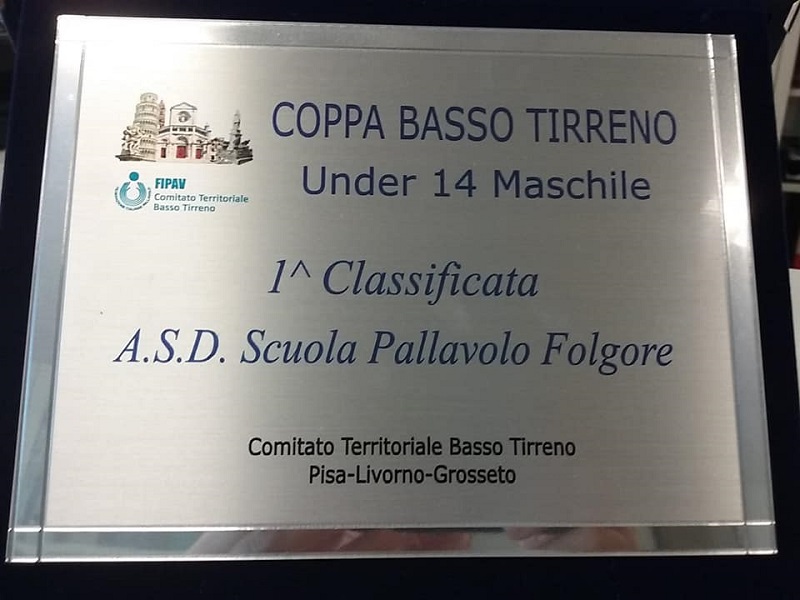 COPPA BASSO TIRRENO
Under 14 Maschile
FIPAV
Comitato Territoriale
Basso Tirreno
1^ Classificata
A.S.D. Scuola Pallavolo Folgore
Comitato Territoriale Basso Tirreno
Pisa-Livorno-Grosseto